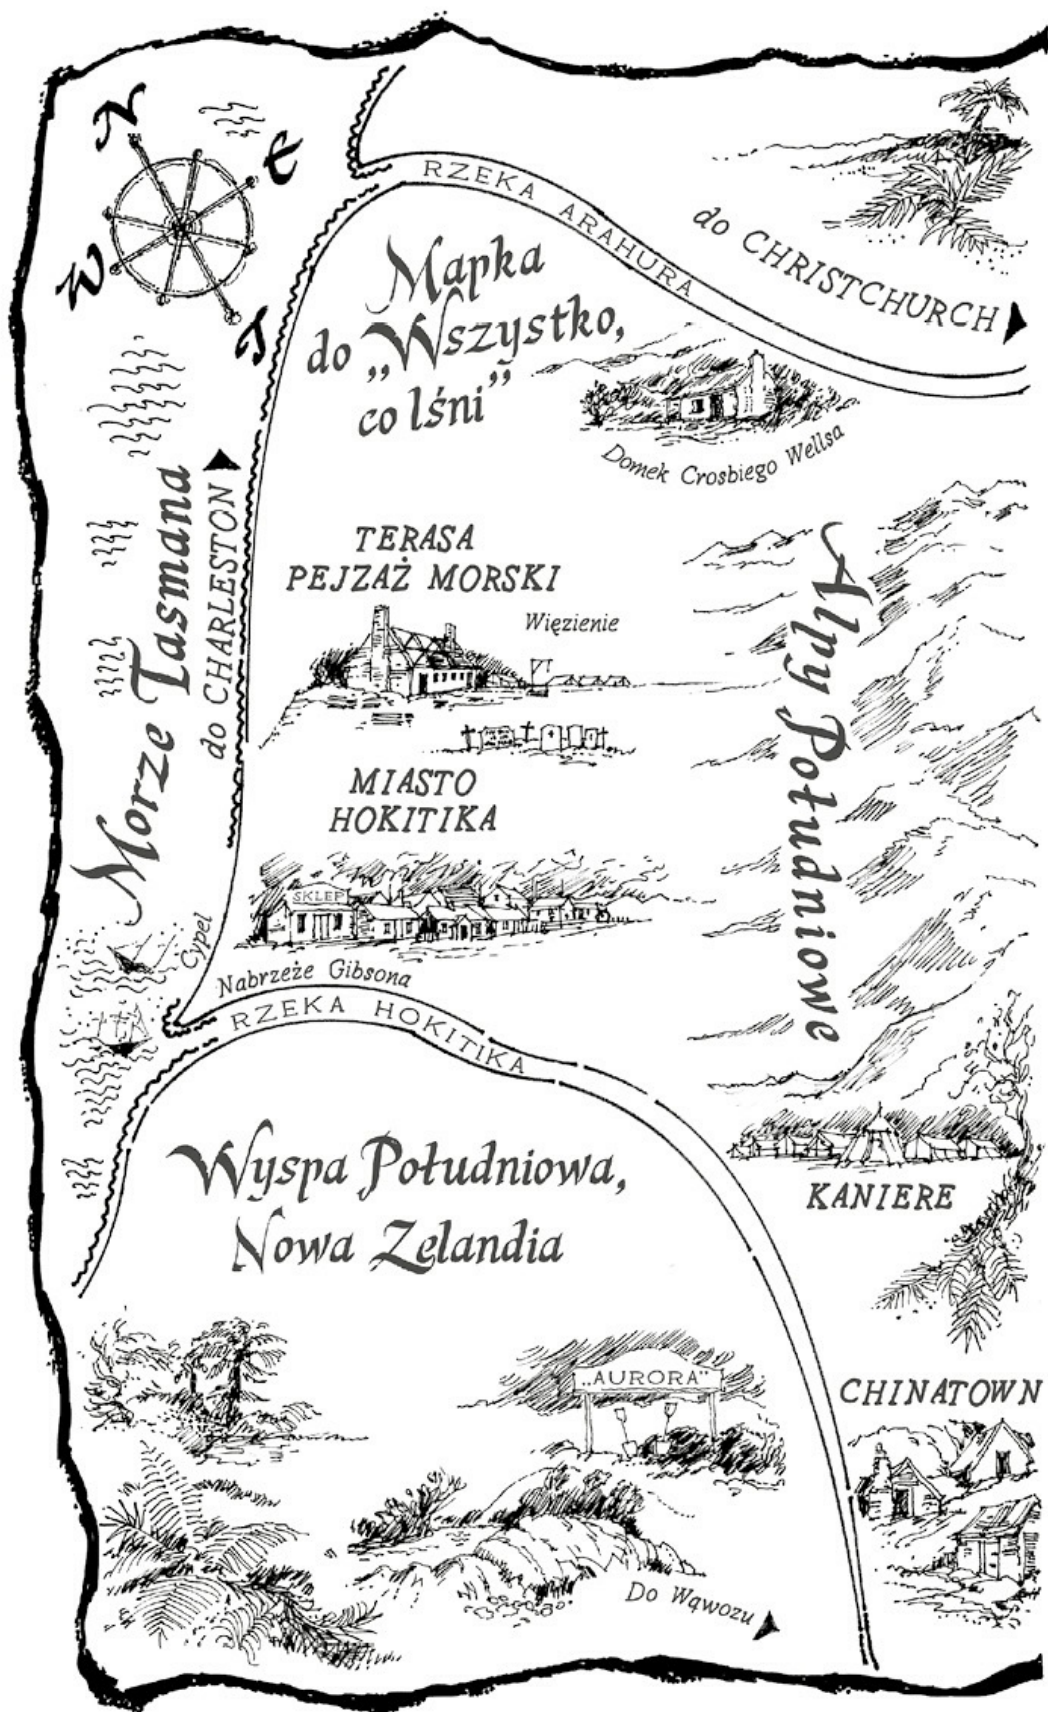 N
E
W
S
RZEKA ARAHURA
do CHRISTCHURCH
Mapka
do „Wszystko,
co lśni”
Domek Crosbiego Wellsa
Morze Tasmana
do CHARLESTON
TERASA
PEJZAŻ MORSKI
Więzienie
Alpy Południowe
MIASTO
HOKITIKA
SKLEP
Cypel
Nabrzeże Gibsona
RZEKA HOKITIKA
Wyspa Południowa,
Nowa Zelandia
KANIERE
„AURORA”
CHINATOWN
Do Wąwozu